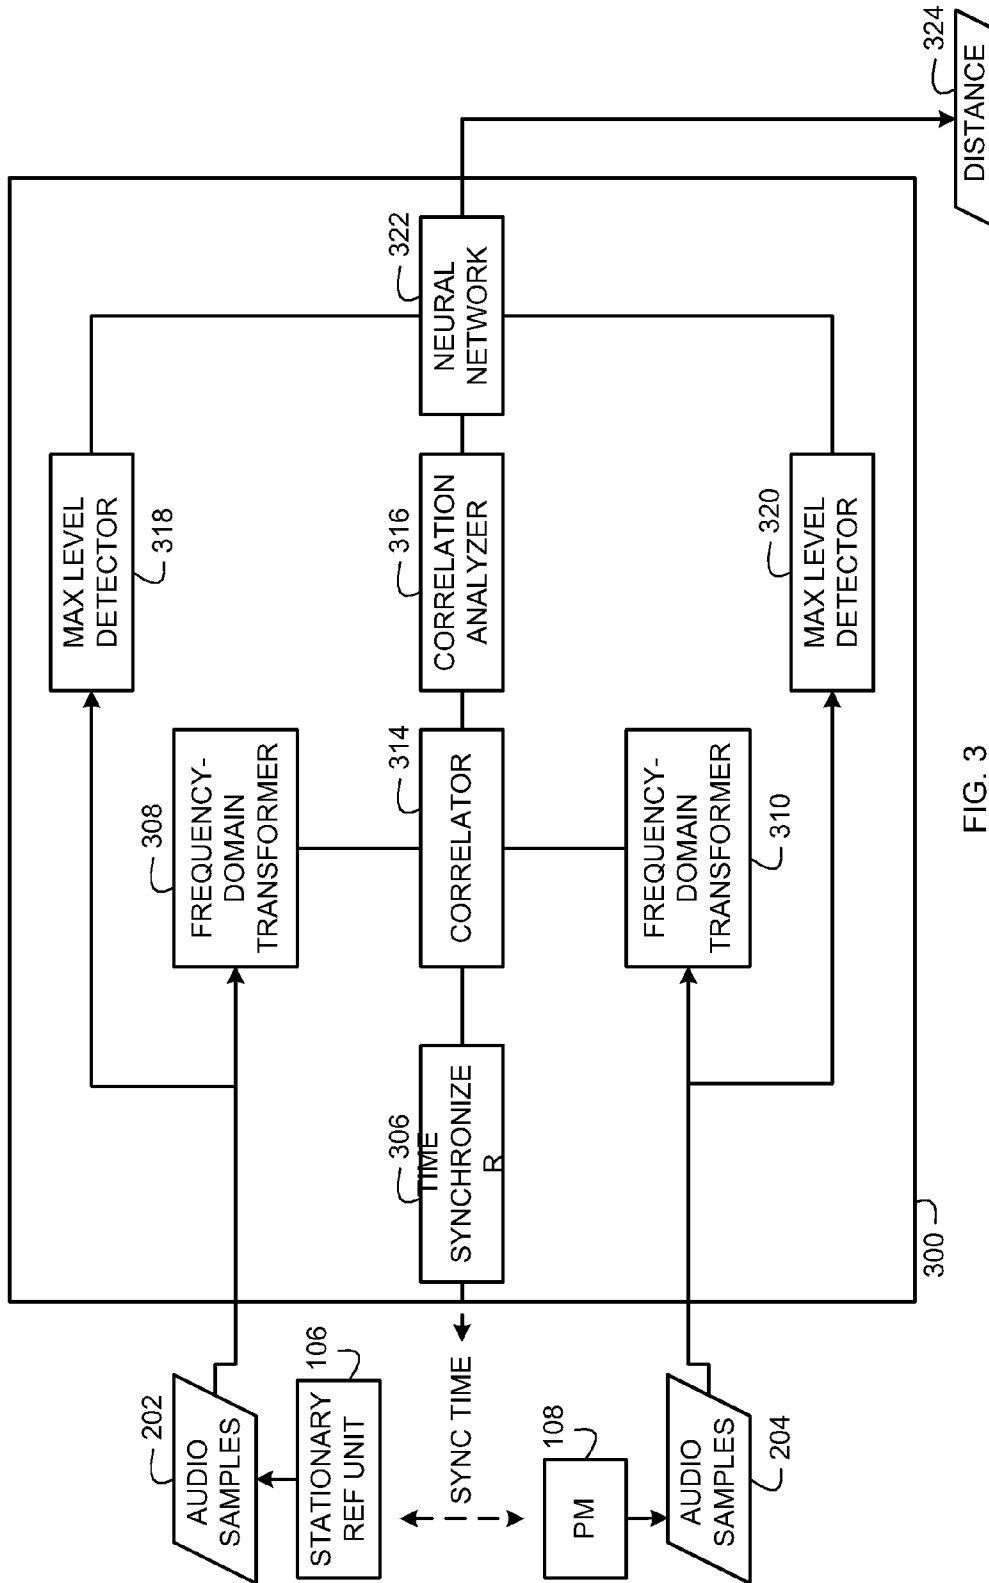 202
AUDIO
SAMPLES
STATIONARY
REF UNIT
106
SYNC TIME
PM
108
AUDIO
SAMPLES
204
300
306
TIME
SYNCHRONIZE
R
308
FREQUENCY-
DOMAIN
TRANSFORMER
314
CORRELATOR
FREQUENCY-
DOMAIN
TRANSFORMER
310
MAX LEVEL
DETECTOR
318
316
CORRELATION
ANALYZER
320
MAX LEVEL
DETECTOR
322
NEURAL
NETWORK
324
DISTANCE
FIG. 3